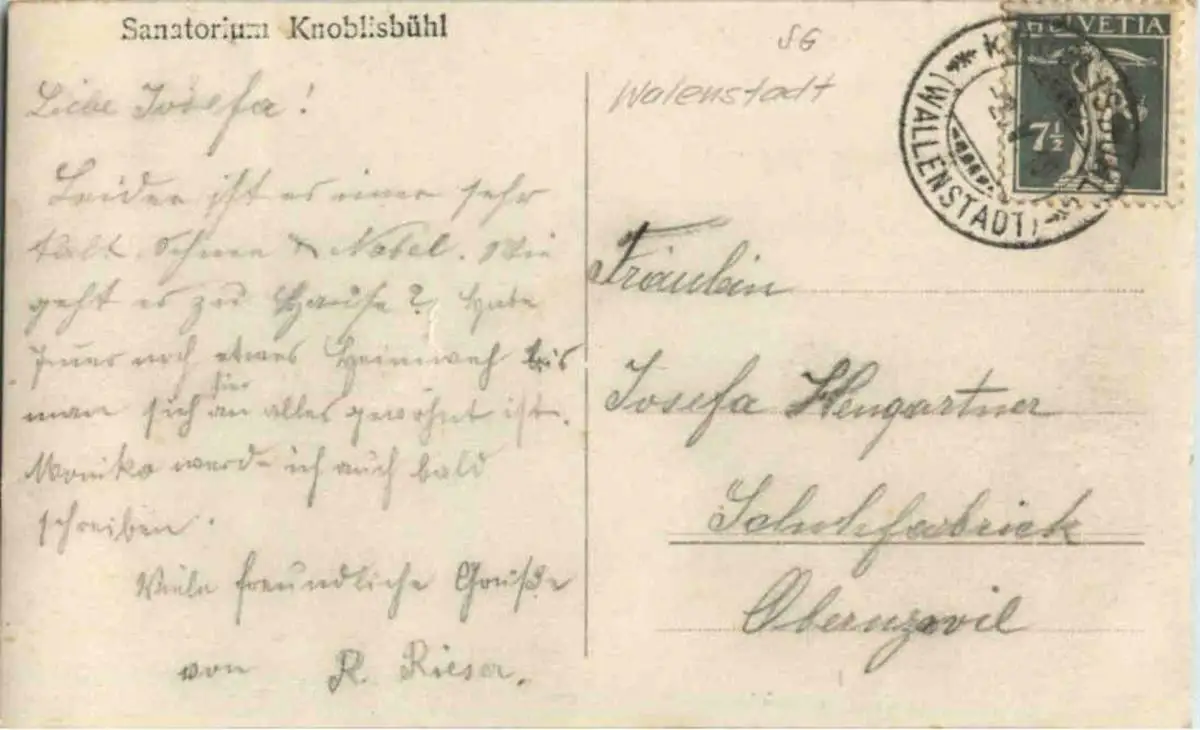 Sanatorium Knoblisbühl
Liebe Josefa!
Leider ist es immer sehr
kalt. Schnee & Nebel. Wie
geht es zu Hause? Habe
immer noch etwas Heimweh bis
man sich hier an alles gewöhnt ist.
Monika werde ich auch bald
schreiben.
Viele freundliche Grüße
von R. Rieser.
SG
Walenstadt
HELVETIA
7½
(WALLENSTADT)
Fräulein
Josefa Hengartner
Schuhfabrick
Oberuzwil